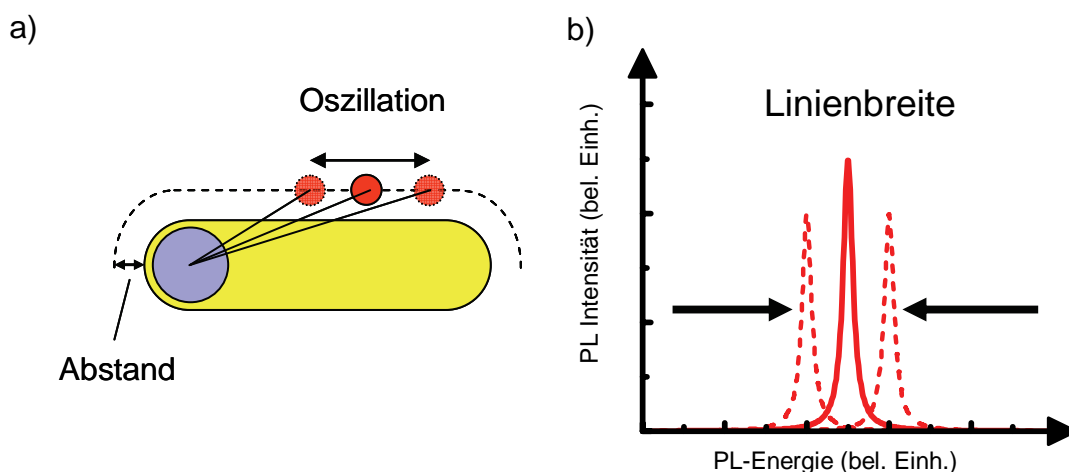 a)
Oszillation
Abstand
b)
Linienbreite
PL Intensität (bel. Einh.)
PL-Energie (bel. Einh.)